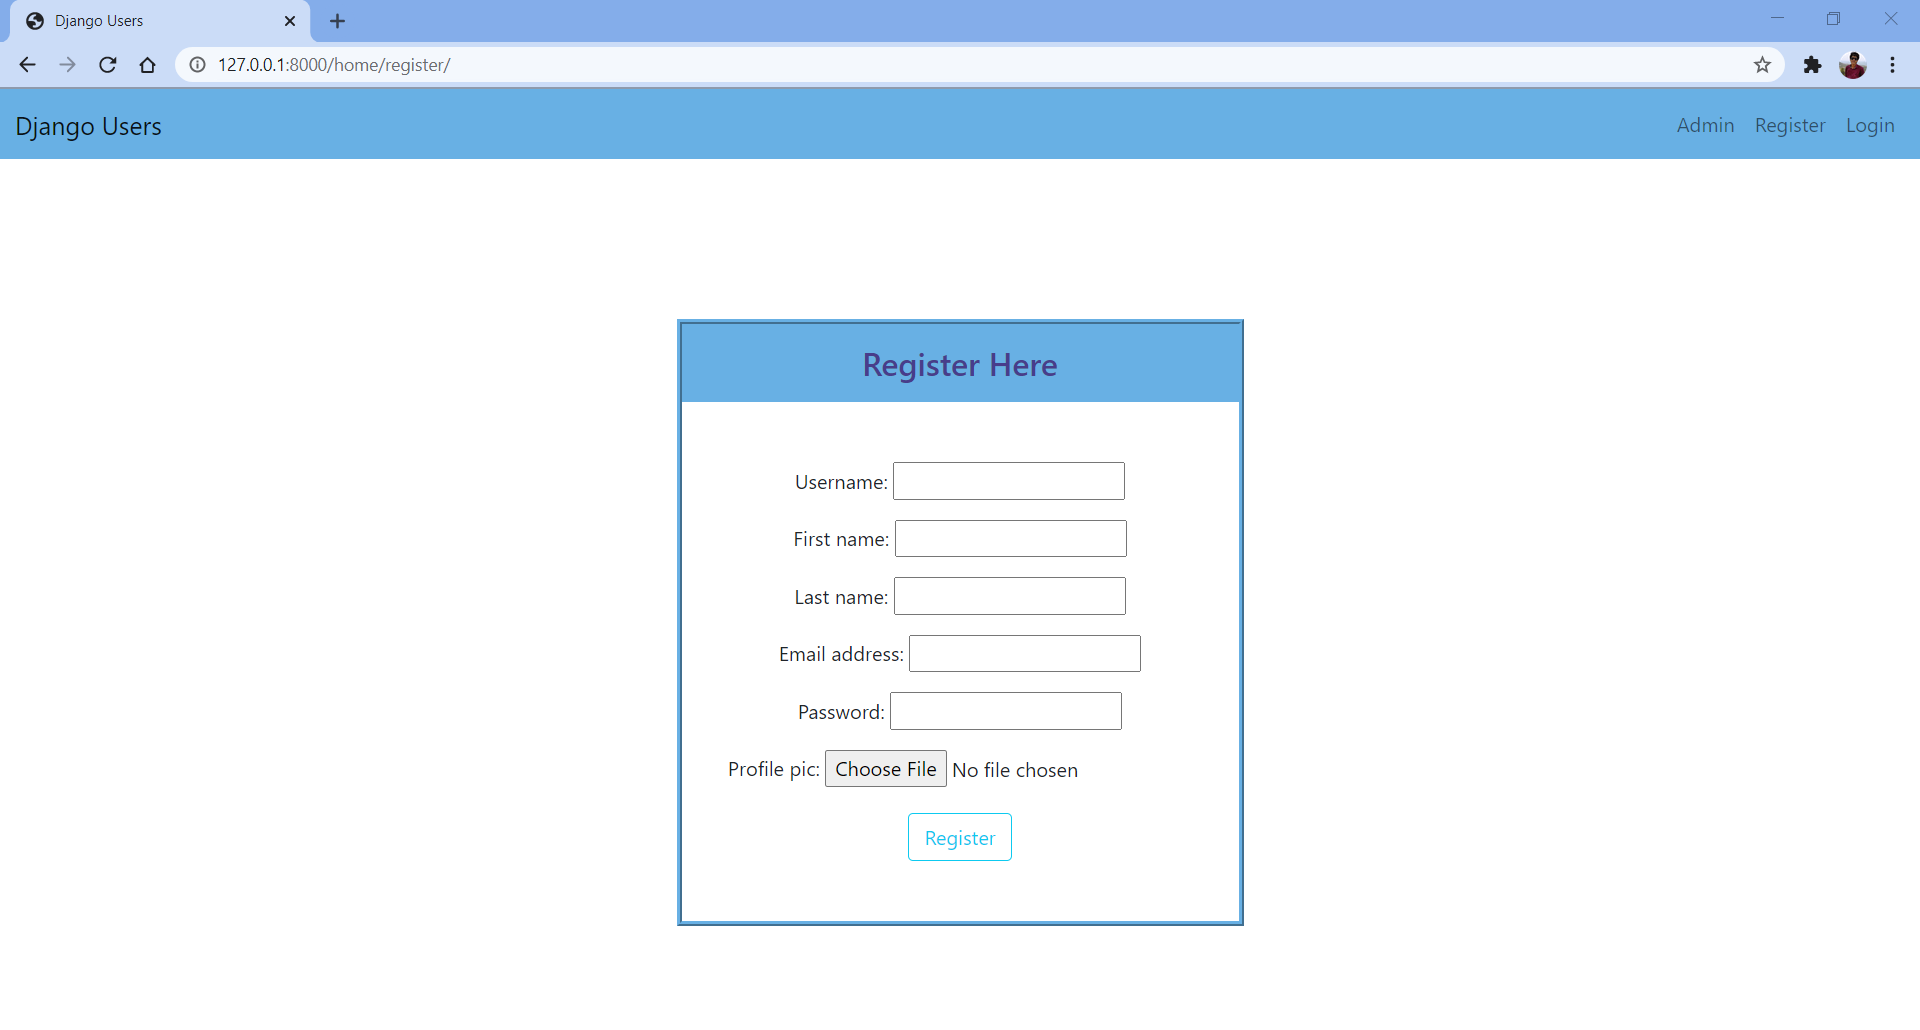 Django Users
127.0.0.1:8000/home/register/
Django Users Admin Register Login
Register Here
Username:
First name:
Last name:
Email address:
Password:
Profile pic: Choose File No file chosen
Register